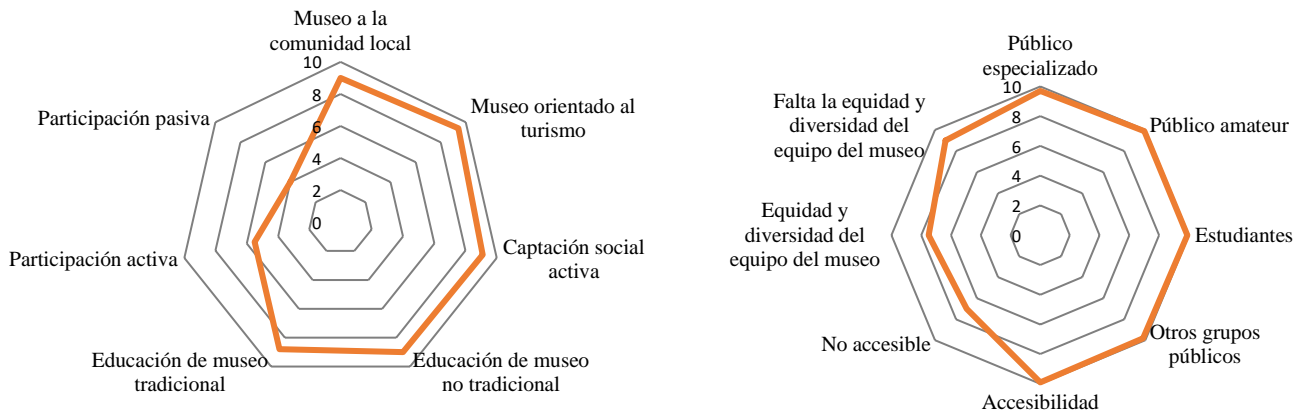 Museo a la
comunidad local
10
8
6
4
2
0
Museo orientado al
turismo
Captación social
activa
Educación de museo
no tradicional
Educación de museo
tradicional
Participación activa
Participación pasiva
Público
especializado
10
8
6
4
2
0
Público amateur
Estudiantes
Otros grupos
públicos
Accesibilidad
No accesible
Equidad y
diversidad del
equipo del museo
Falta la equidad y
diversidad del
equipo del museo